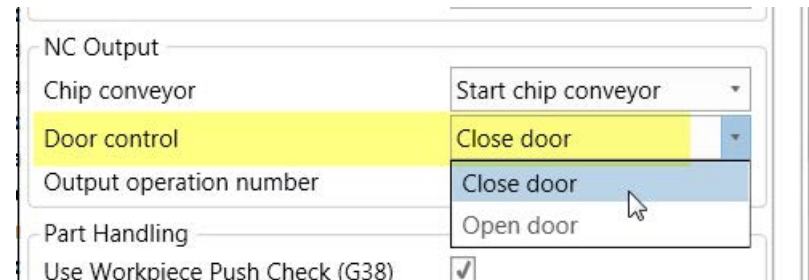 NC Output
Chip conveyor Start chip conveyor
Door control Close door
Output operation number Close door
Open door
Part Handling
Use Workpiece Push Check (G38)